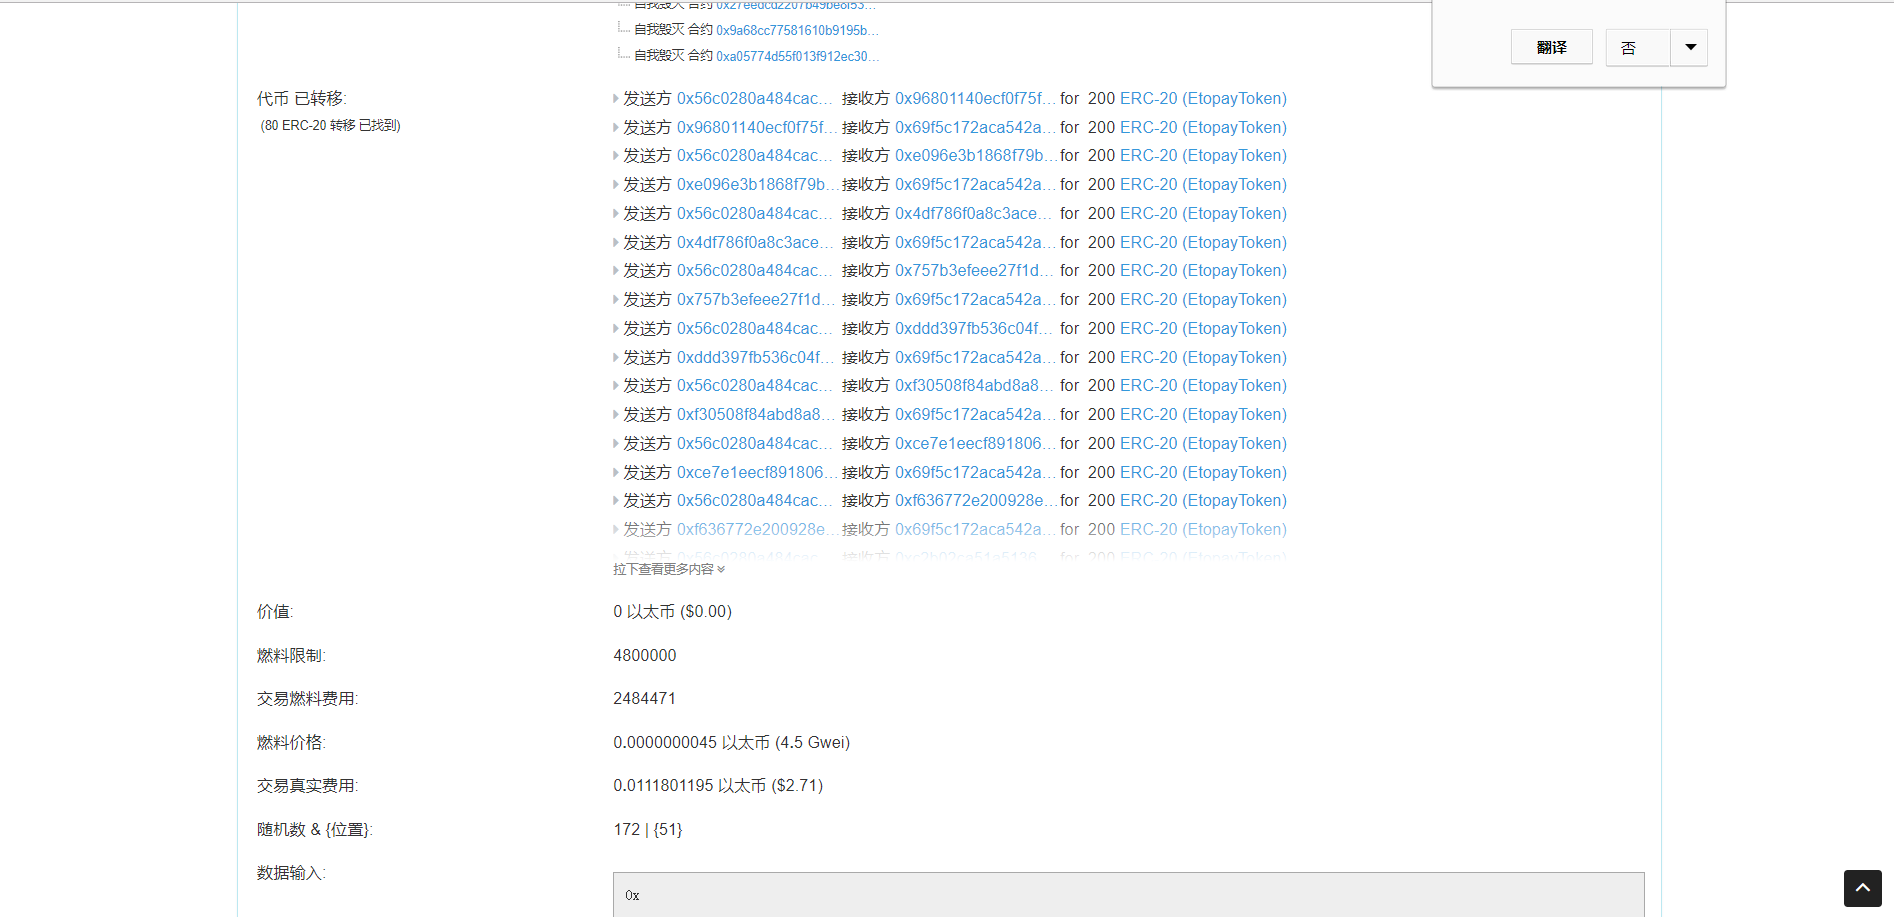 自我毁灭 合约 0x27eedcd2207b49be8f53...
自我毁灭 合约 0x9a68cc77581610b9195b...
自我毁灭 合约 0xa05774d55f013f912ec30...
翻译 否
代币 已转移:
(80 ERC-20 转移 已找到)
发送方 0x56c0280a484cac... 接收方 0x96801140ecf0f75f... for 200 ERC-20 (EtopayToken)
发送方 0x96801140ecf0f75f... 接收方 0x69f5c172aca542a... for 200 ERC-20 (EtopayToken)
发送方 0x56c0280a484cac... 接收方 0xe096e3b1868f79b... for 200 ERC-20 (EtopayToken)
发送方 0xe096e3b1868f79b... 接收方 0x69f5c172aca542a... for 200 ERC-20 (EtopayToken)
发送方 0x56c0280a484cac... 接收方 0x4df786f0a8c3ace... for 200 ERC-20 (EtopayToken)
发送方 0x4df786f0a8c3ace... 接收方 0x69f5c172aca542a... for 200 ERC-20 (EtopayToken)
发送方 0x56c0280a484cac... 接收方 0x757b3efeee27f1d... for 200 ERC-20 (EtopayToken)
发送方 0x757b3efeee27f1d... 接收方 0x69f5c172aca542a... for 200 ERC-20 (EtopayToken)
发送方 0x56c0280a484cac... 接收方 0xddd397fb536c04f... for 200 ERC-20 (EtopayToken)
发送方 0xddd397fb536c04f... 接收方 0x69f5c172aca542a... for 200 ERC-20 (EtopayToken)
发送方 0x56c0280a484cac... 接收方 0xf30508f84abd8a8... for 200 ERC-20 (EtopayToken)
发送方 0xf30508f84abd8a8... 接收方 0x69f5c172aca542a... for 200 ERC-20 (EtopayToken)
发送方 0x56c0280a484cac... 接收方 0xce7e1eecf891806... for 200 ERC-20 (EtopayToken)
发送方 0xce7e1eecf891806... 接收方 0x69f5c172aca542a... for 200 ERC-20 (EtopayToken)
发送方 0x56c0280a484cac... 接收方 0xf636772e200928e... for 200 ERC-20 (EtopayToken)
发送方 0xf636772e200928e... 接收方 0x69f5c172aca542a... for 200 ERC-20 (EtopayToken)
发送方 0x56c0280a484cac... 接收方 for 200 ERC-20 (EtopayToken)
拉下查看更多内容
价值: 0 以太币 ($0.00)
燃料限制: 4800000
交易燃料费用: 2484471
燃料价格: 0.0000000045 以太币 (4.5 Gwei)
交易真实费用: 0.0111801195 以太币 ($2.71)
随机数 & {位置}: 172 | {51}
数据输入:
0x